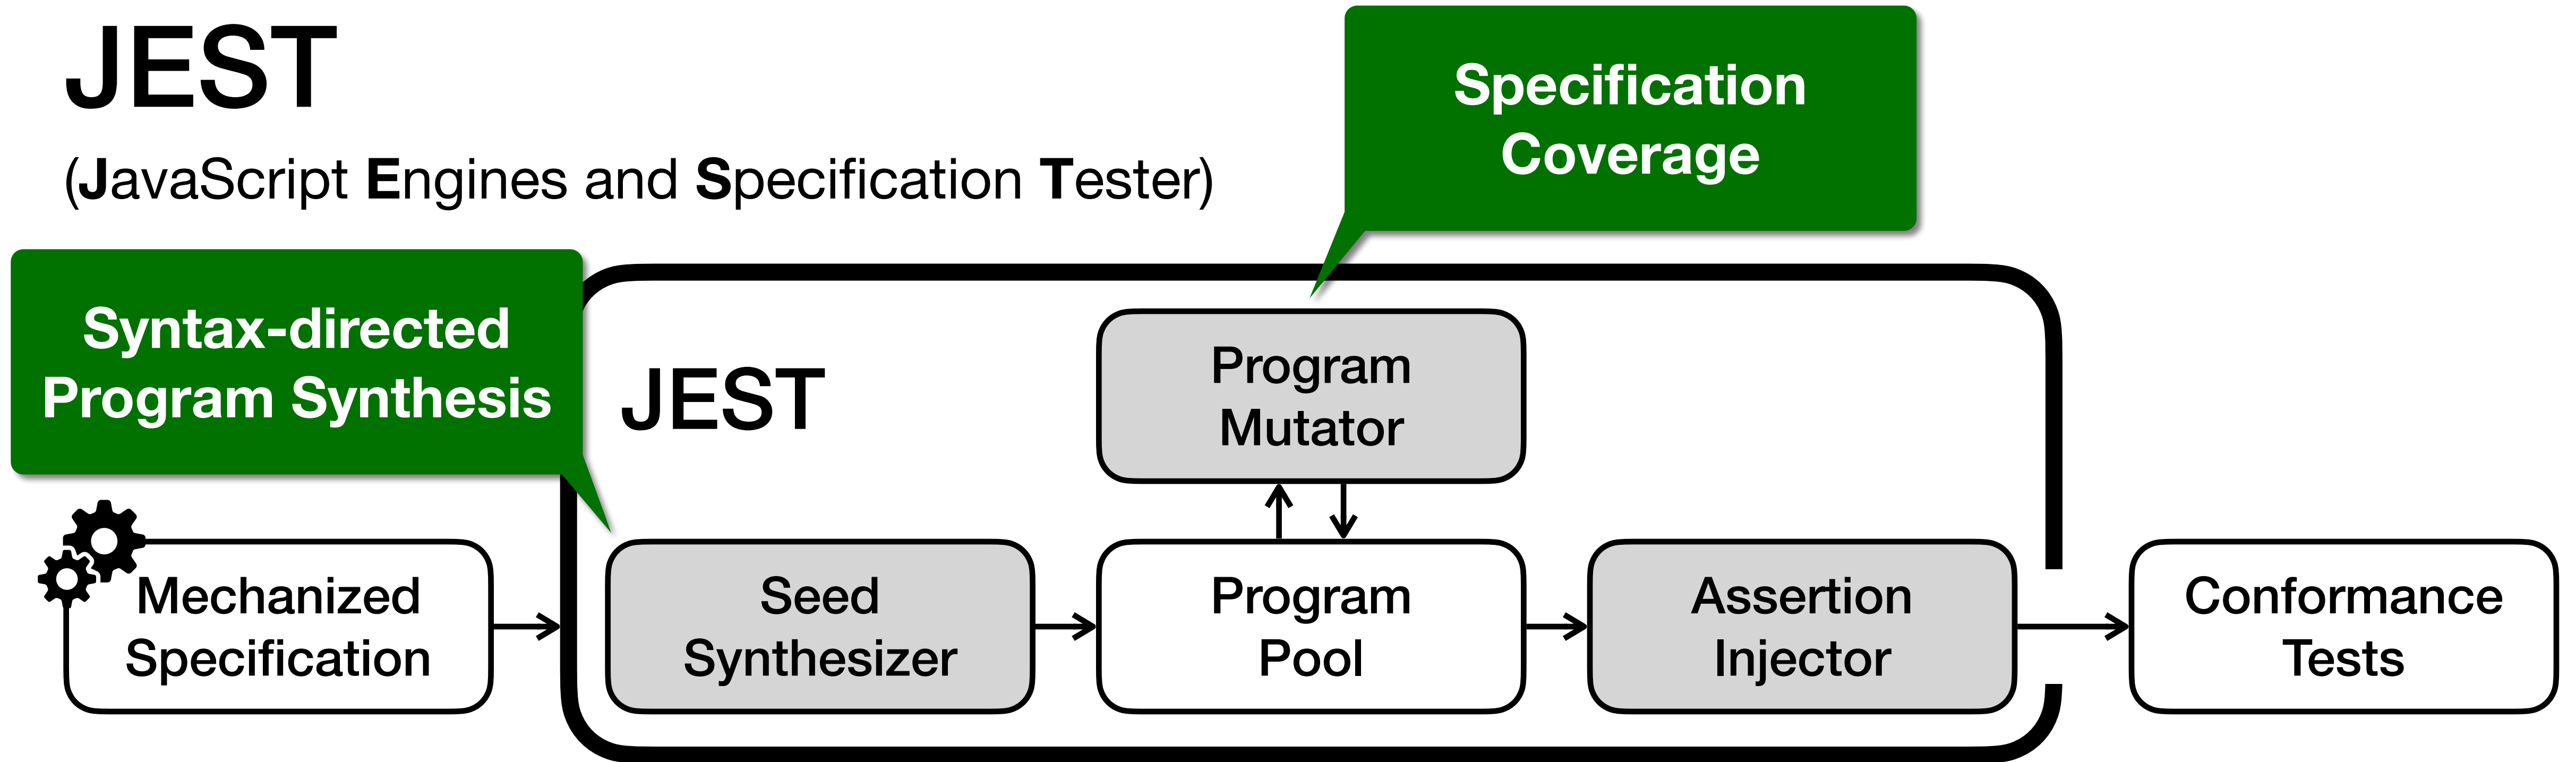 JEST
(JavaScript Engines and Specification Tester)
Specification
Coverage
Syntax-directed
Program Synthesis
JEST
Program
Mutator
Mechanized
Specification
Seed
Synthesizer
Program
Pool
Assertion
Injector
Conformance
Tests